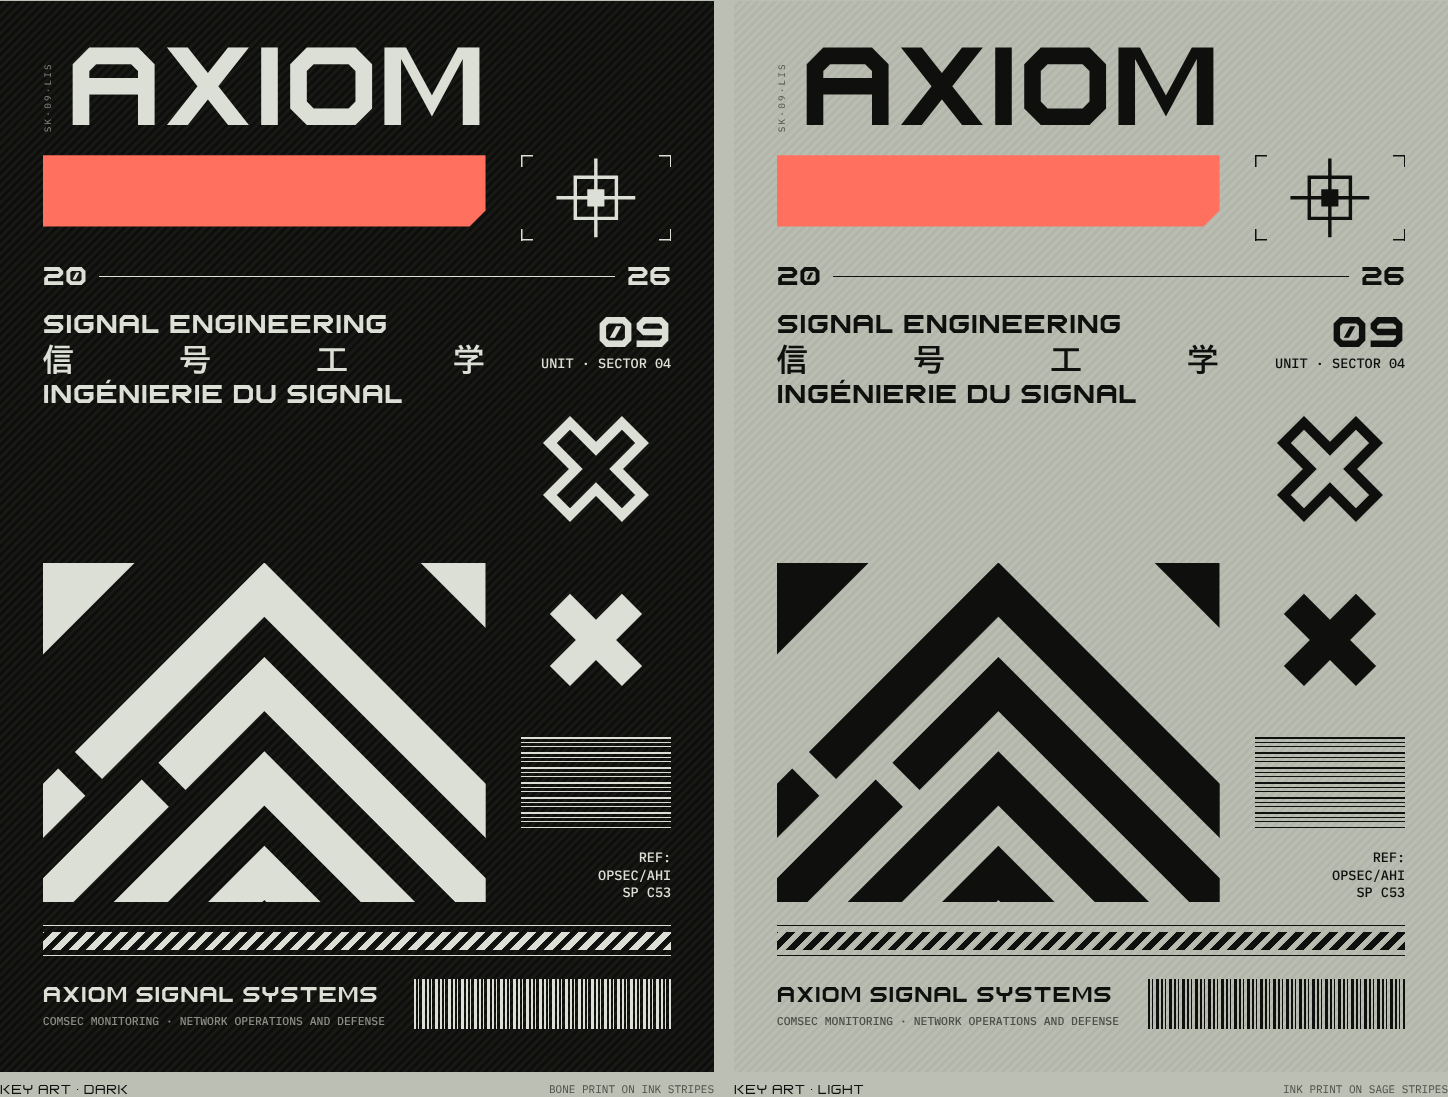 SK·09·LIS
AXIOM
20
26
SIGNAL ENGINEERING
信号工学
INGÉNIERIE DU SIGNAL
09
UNIT · SECTOR 04
REF:
OPSEC/AHI
SP C53
AXIOM SIGNAL SYSTEMS
COMSEC MONITORING · NETWORK OPERATIONS AND DEFENSE
KEY ART · DARK
BONE PRINT ON INK STRIPES
SK·09·LIS
AXIOM
20
26
SIGNAL ENGINEERING
信号工学
INGÉNIERIE DU SIGNAL
09
UNIT · SECTOR 04
REF:
OPSEC/AHI
SP C53
AXIOM SIGNAL SYSTEMS
COMSEC MONITORING · NETWORK OPERATIONS AND DEFENSE
KEY ART · LIGHT
INK PRINT ON SAGE STRIPES